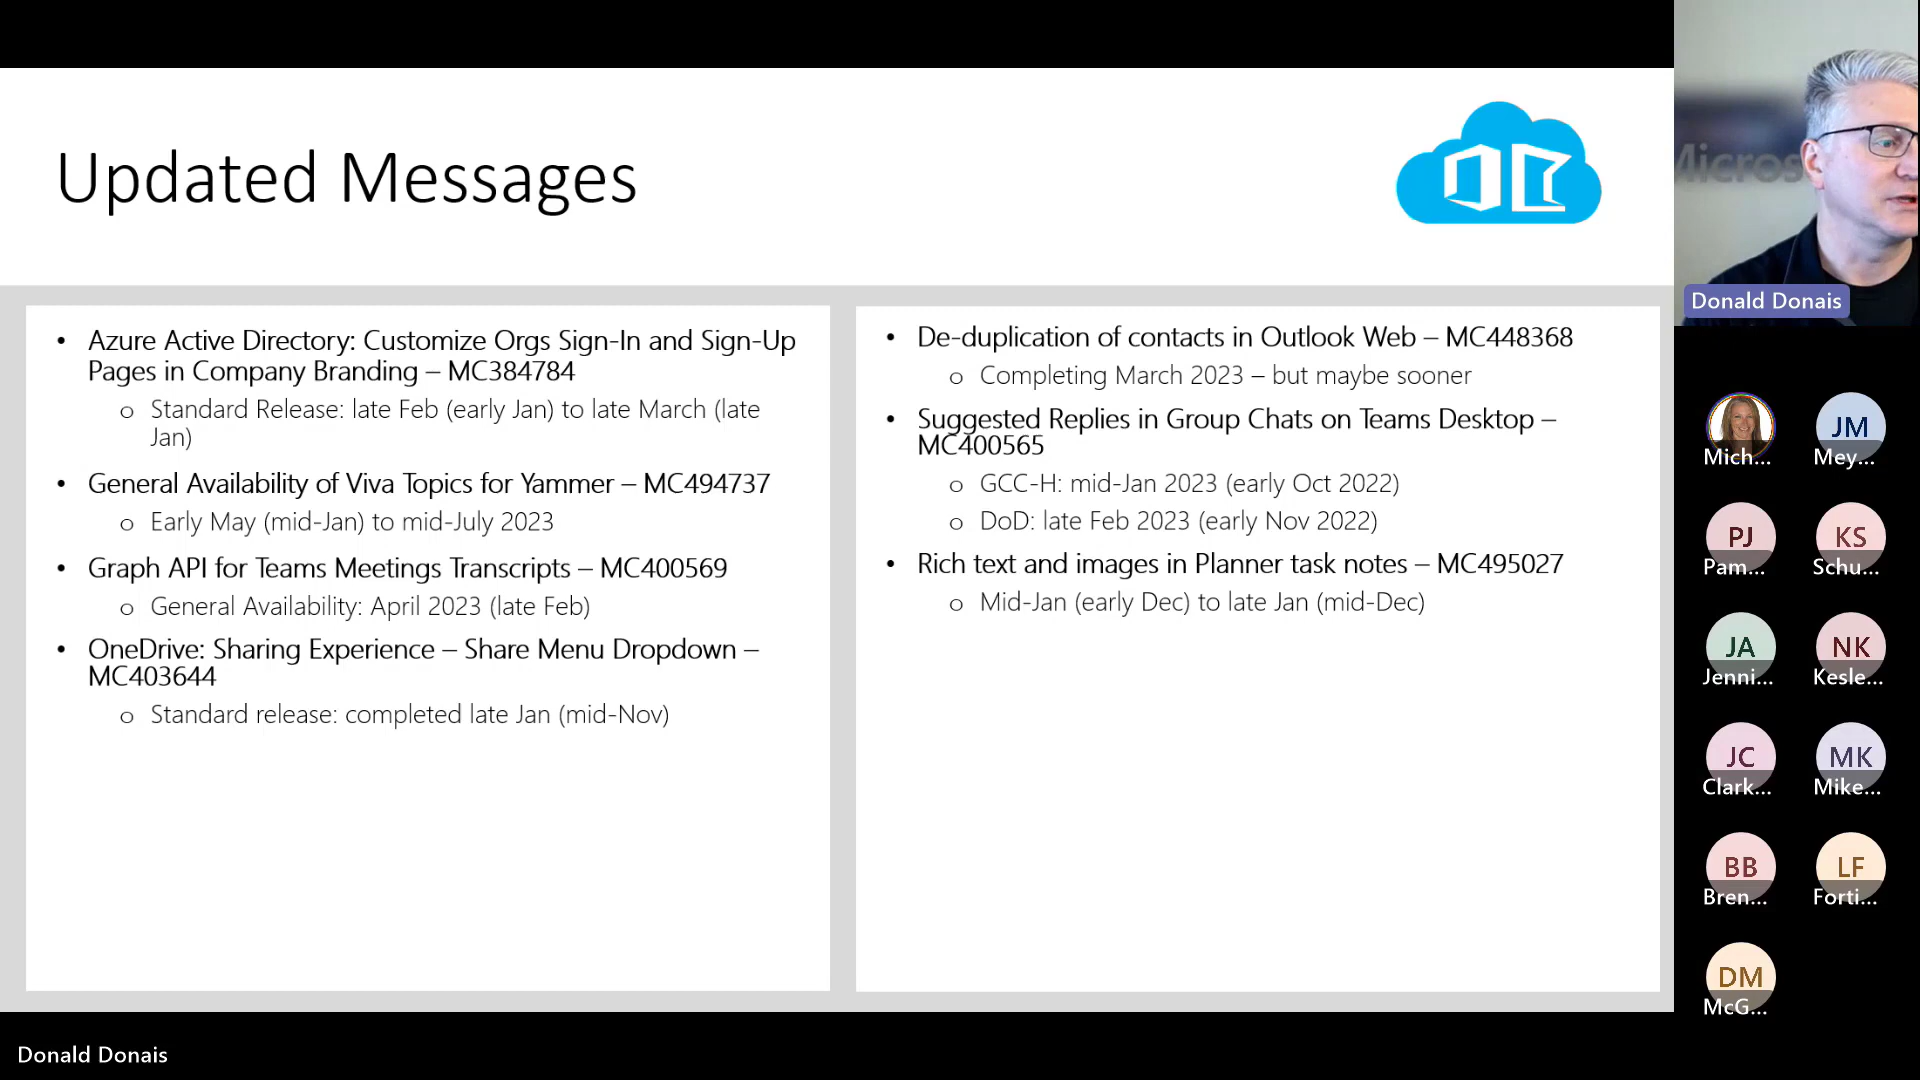 Updated Messages
• Azure Active Directory: Customize Orgs Sign-In and Sign-Up
Pages in Company Branding – MC384784
o Standard Release: late Feb (early Jan) to late March (late
Jan)
• General Availability of Viva Topics for Yammer – MC494737
o Early May (mid-Jan) to mid-July 2023
• Graph API for Teams Meetings Transcripts – MC400569
o General Availability: April 2023 (late Feb)
• OneDrive: Sharing Experience – Share Menu Dropdown –
MC403644
o Standard release: completed late Jan (mid-Nov)
• De-duplication of contacts in Outlook Web – MC448368
o Completing March 2023 – but maybe sooner
• Suggested Replies in Group Chats on Teams Desktop –
MC400565
o GCC-H: mid-Jan 2023 (early Oct 2022)
o DoD: late Feb 2023 (early Nov 2022)
• Rich text and images in Planner task notes – MC495027
o Mid-Jan (early Dec) to late Jan (mid-Dec)
Micros
Donald Donais
JM
Mich... Mey...
PJ KS
Pam... Schu...
JA NK
Jenni... Kesle...
JC MK
Clark... Mike...
BB LF
Bren... Forti...
DM
McG...
Donald Donais